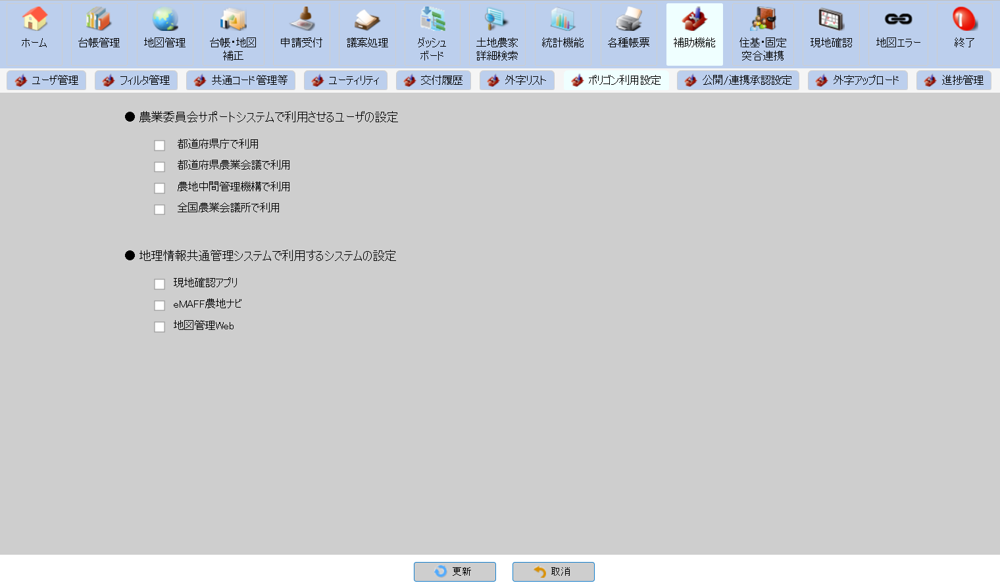 ホーム
台帳管理
地図管理
台帳・地図
補正
申請受付
議案処理
ダッシュ
ボード
土地農家
詳細検索
統計機能
各種帳票
補助機能
住基・固定
突合連携
現地確認
地図エラー
終了
ユーザ管理
フィルタ管理
共通コード管理等
ユーティリティ
交付履歴
外字リスト
ポリゴン利用設定
公開/連携承認設定
外字アップロード
進捗管理
● 農業委員会サポートシステムで利用させるユーザの設定
都道府県庁で利用
都道府県農業会議で利用
農地中間管理機構で利用
全国農業会議所で利用
● 地理情報共通管理システムで利用するシステムの設定
現地確認アプリ
eMAFF農地ナビ
地図管理Web
更新
取消